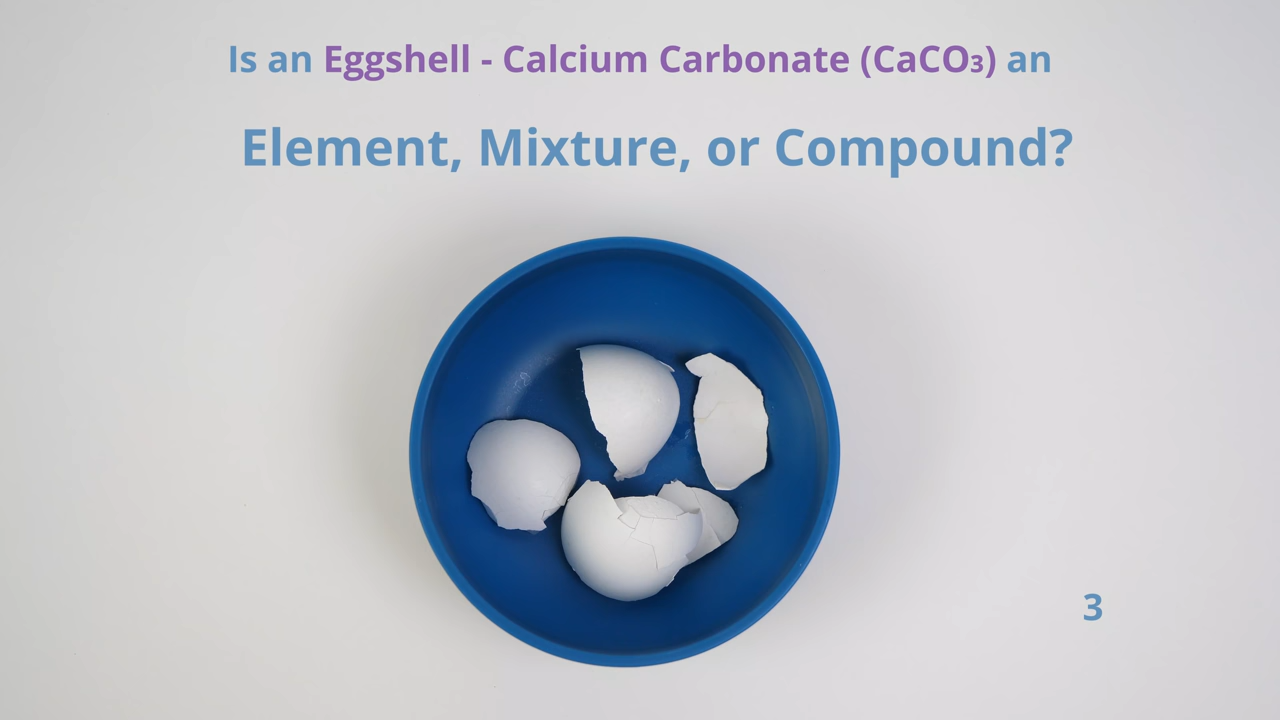 Is an Eggshell - Calcium Carbonate (CaCO₃) an
Element, Mixture, or Compound?
3